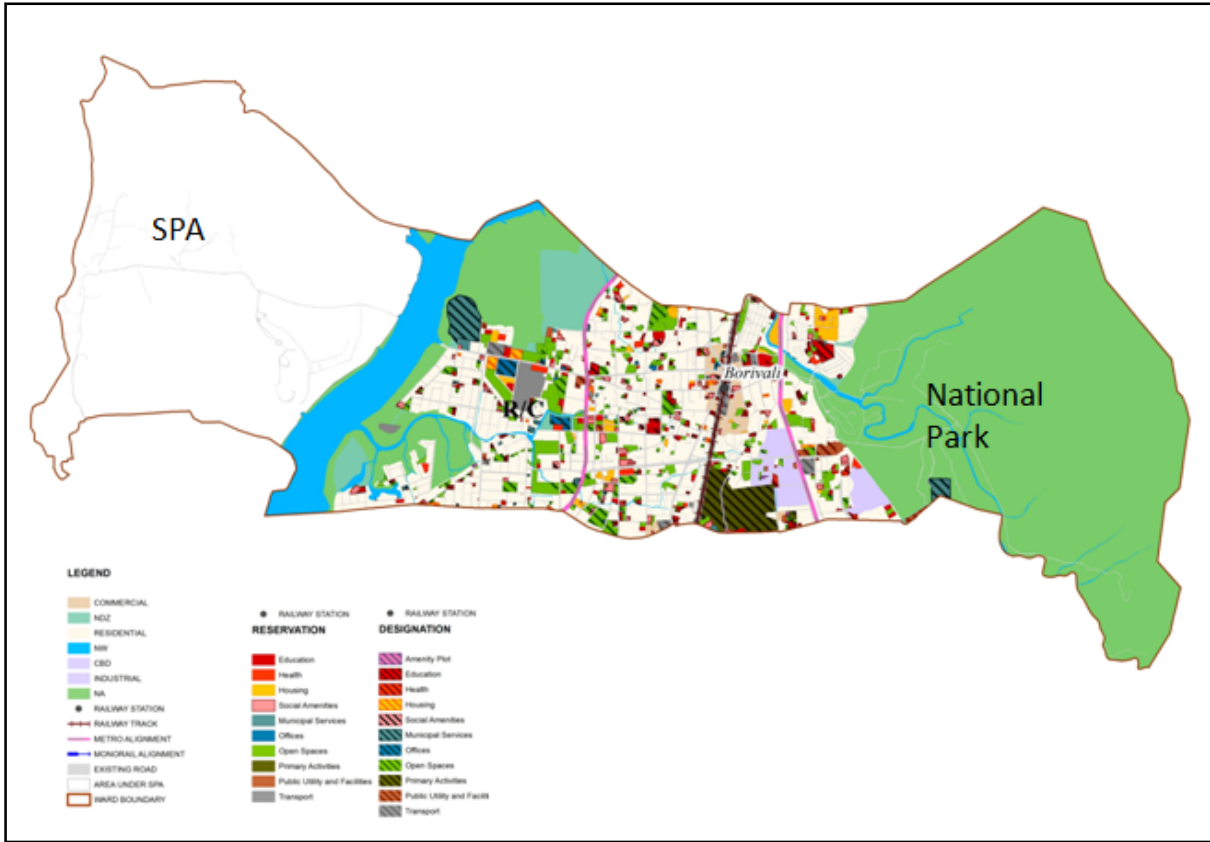 SPA
National
Park
Borivali
R/C
LEGEND
COMMERCIAL
NDZ
RESIDENTIAL
NW
CBD
INDUSTRIAL
NA
RAILWAY STATION
RAILWAY TRACK
METRO ALIGNMENT
MONORAIL ALIGNMENT
EXISTING ROAD
AREA UNDER SPA
WARD BOUNDARY
RAILWAY STATION
RESERVATION
Education
Health
Housing
Social Amenities
Municipal Services
Offices
Open Spaces
Primary Activities
Public Utility and Facilities
Transport
RAILWAY STATION
DESIGNATION
Amenity Plot
Education
Health
Housing
Social Amenities
Municipal Services
Offices
Open Spaces
Primary Activities
Public Utility and Faciliti
Transport